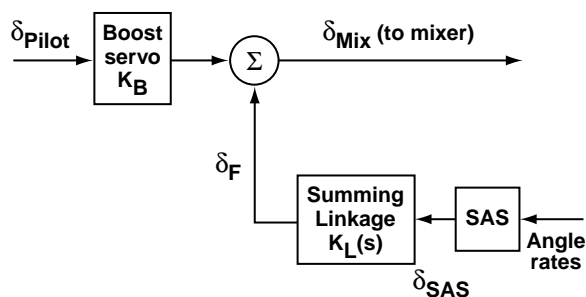 δPilot
Boost
servo
KB
Σ
δMix (to mixer)
δF
Summing
Linkage
KL(s)
SAS
Angle
rates
δSAS